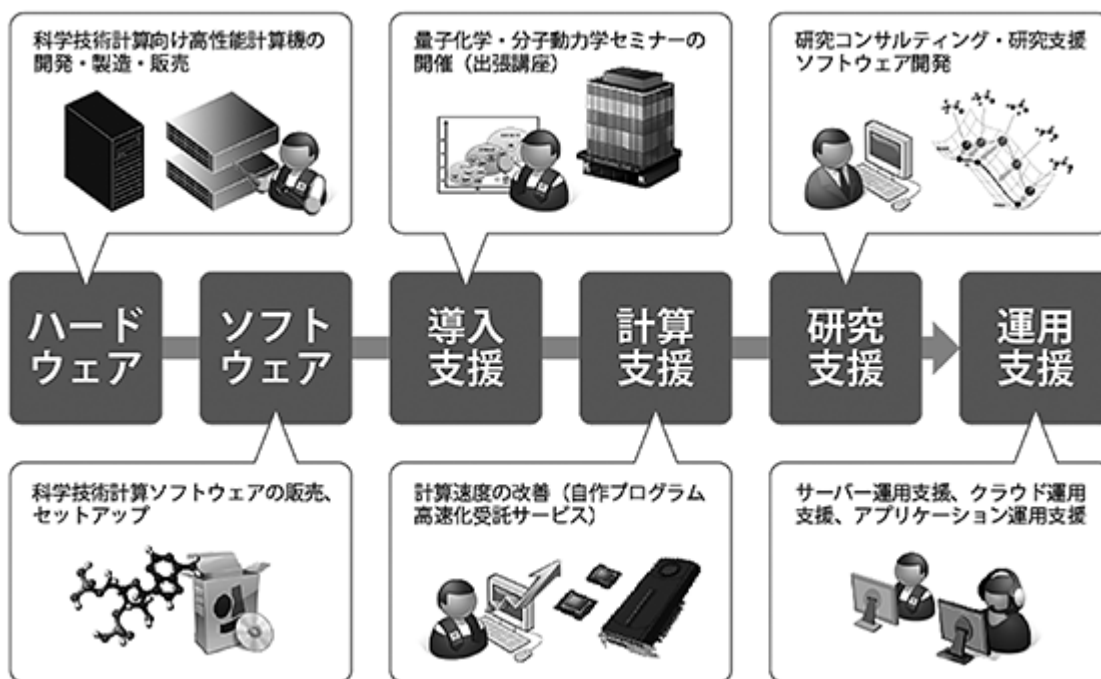 科学技術計算向け高性能計算機の
開発・製造・販売
量子化学・分子動力学セミナーの
開催（出張講座）
研究コンサルティング・研究支援
ソフトウェア開発
ハード
ウェア
ソフト
ウェア
導入
支援
計算
支援
研究
支援
運用
支援
科学技術計算ソフトウェアの販売、
セットアップ
計算速度の改善（自作プログラム
高速化受託サービス）
サーバー運用支援、クラウド運用
支援、アプリケーション運用支援